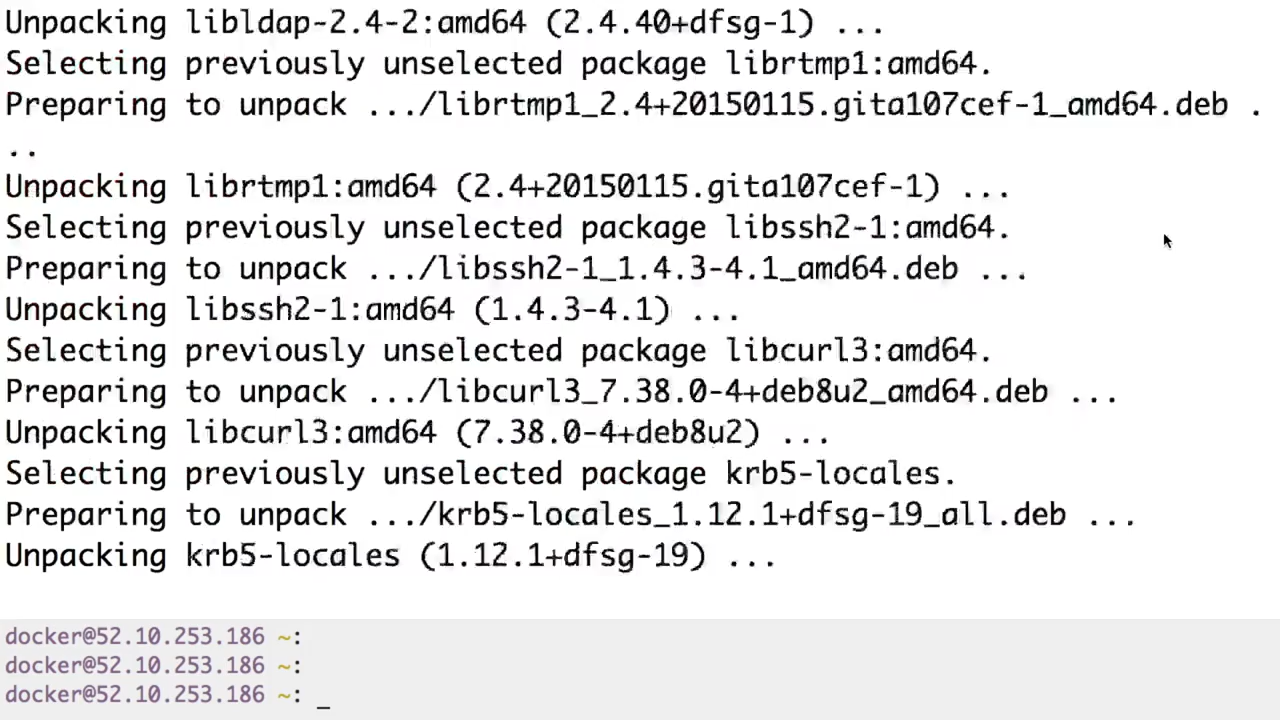 Unpacking libldap-2.4-2:amd64 (2.4.40+dfsg-1) ...
Selecting previously unselected package librtmp1:amd64.
Preparing to unpack .../librtmp1_2.4+20150115.gita107cef-1_amd64.deb .
..
Unpacking librtmp1:amd64 (2.4+20150115.gita107cef-1) ...
Selecting previously unselected package libssh2-1:amd64.
Preparing to unpack .../libssh2-1_1.4.3-4.1_amd64.deb ...
Unpacking libssh2-1:amd64 (1.4.3-4.1) ...
Selecting previously unselected package libcurl3:amd64.
Preparing to unpack .../libcurl3_7.38.0-4+deb8u2_amd64.deb ...
Unpacking libcurl3:amd64 (7.38.0-4+deb8u2) ...
Selecting previously unselected package krb5-locales.
Preparing to unpack .../krb5-locales_1.12.1+dfsg-19_all.deb ...
Unpacking krb5-locales (1.12.1+dfsg-19) ...
docker@52.10.253.186 ~:
docker@52.10.253.186 ~:
docker@52.10.253.186 ~: _